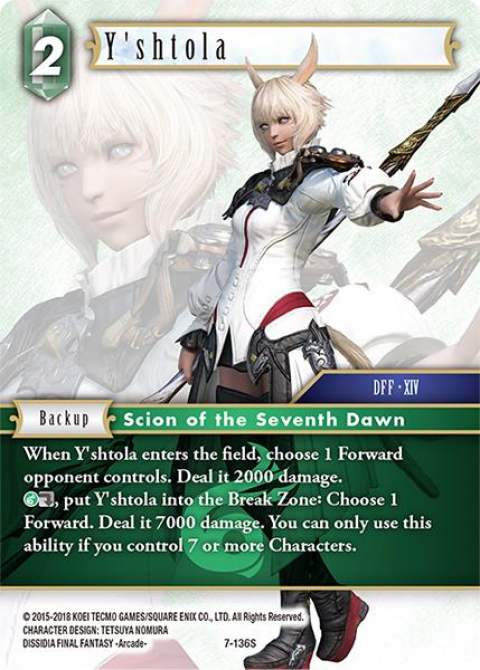 2
Y'shtola
DFF · XIV
Backup
Scion of the Seventh Dawn
When Y'shtola enters the field, choose 1 Forward
opponent controls. Deal it 2000 damage.
, put Y'shtola into the Break Zone: Choose 1
Forward. Deal it 7000 damage. You can only use this
ability if you control 7 or more Characters.
© 2015-2018 KOEI TECMO GAMES/SQUARE ENIX CO., LTD. All Rights Reserved.
CHARACTER DESIGN: TETSUYA NOMURA
DISSIDIA FINAL FANTASY -Arcade-
7-136S